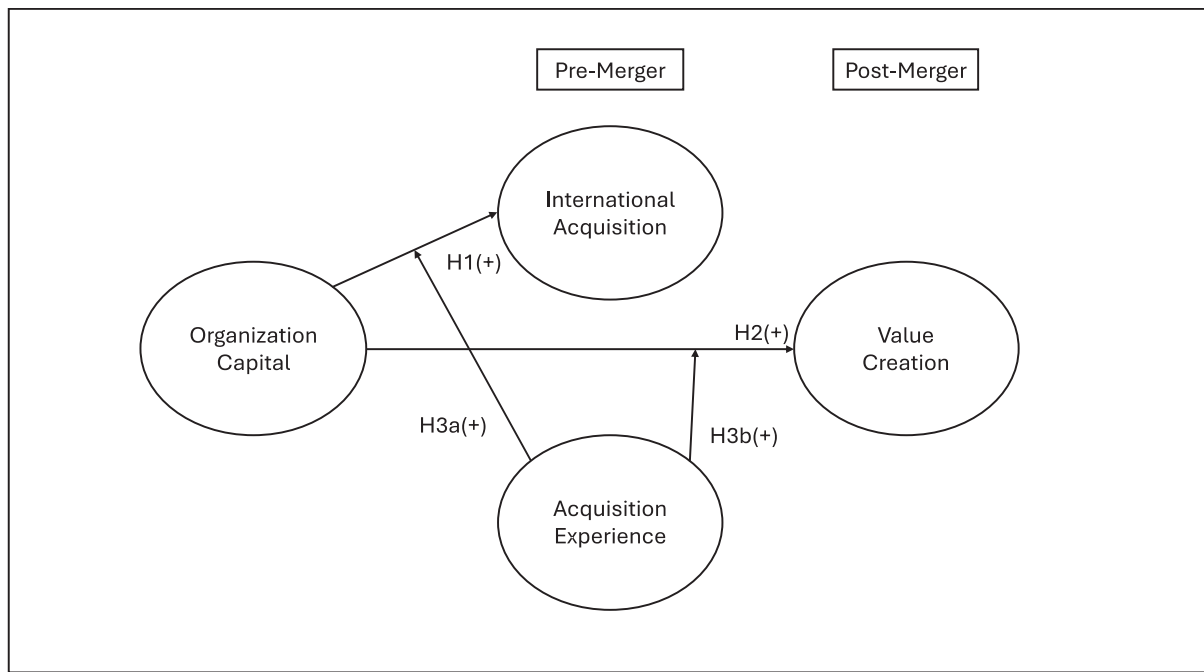 Pre-Merger
Post-Merger
International
Acquisition
H1(+)
Organization
Capital
H2(+)
Value
Creation
H3a(+)
H3b(+)
Acquisition
Experience